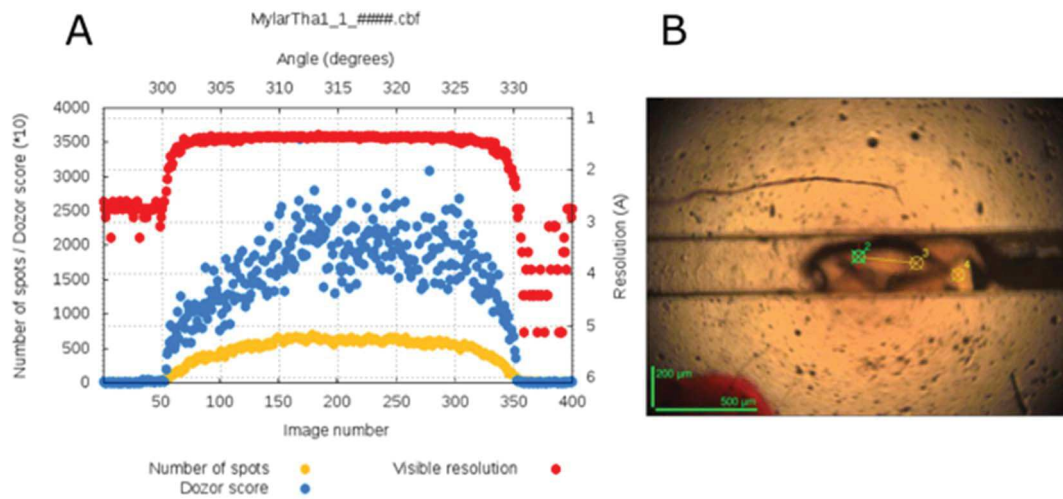 A
MylarTha1_1_####.cbf
Angle (degrees)
300 305 310 312 315 320 325 330
4000
3500
3000
2500
2000
1500
1000
500
0
Number of spots / Dozor score (*10)
1
2
3
4
5
6
Resolution (A)
50 100 150 200 250 300 350 400
Image number
Number of spots
Dozor score
Visible resolution
B
2
3
4
200 µm
500 µm